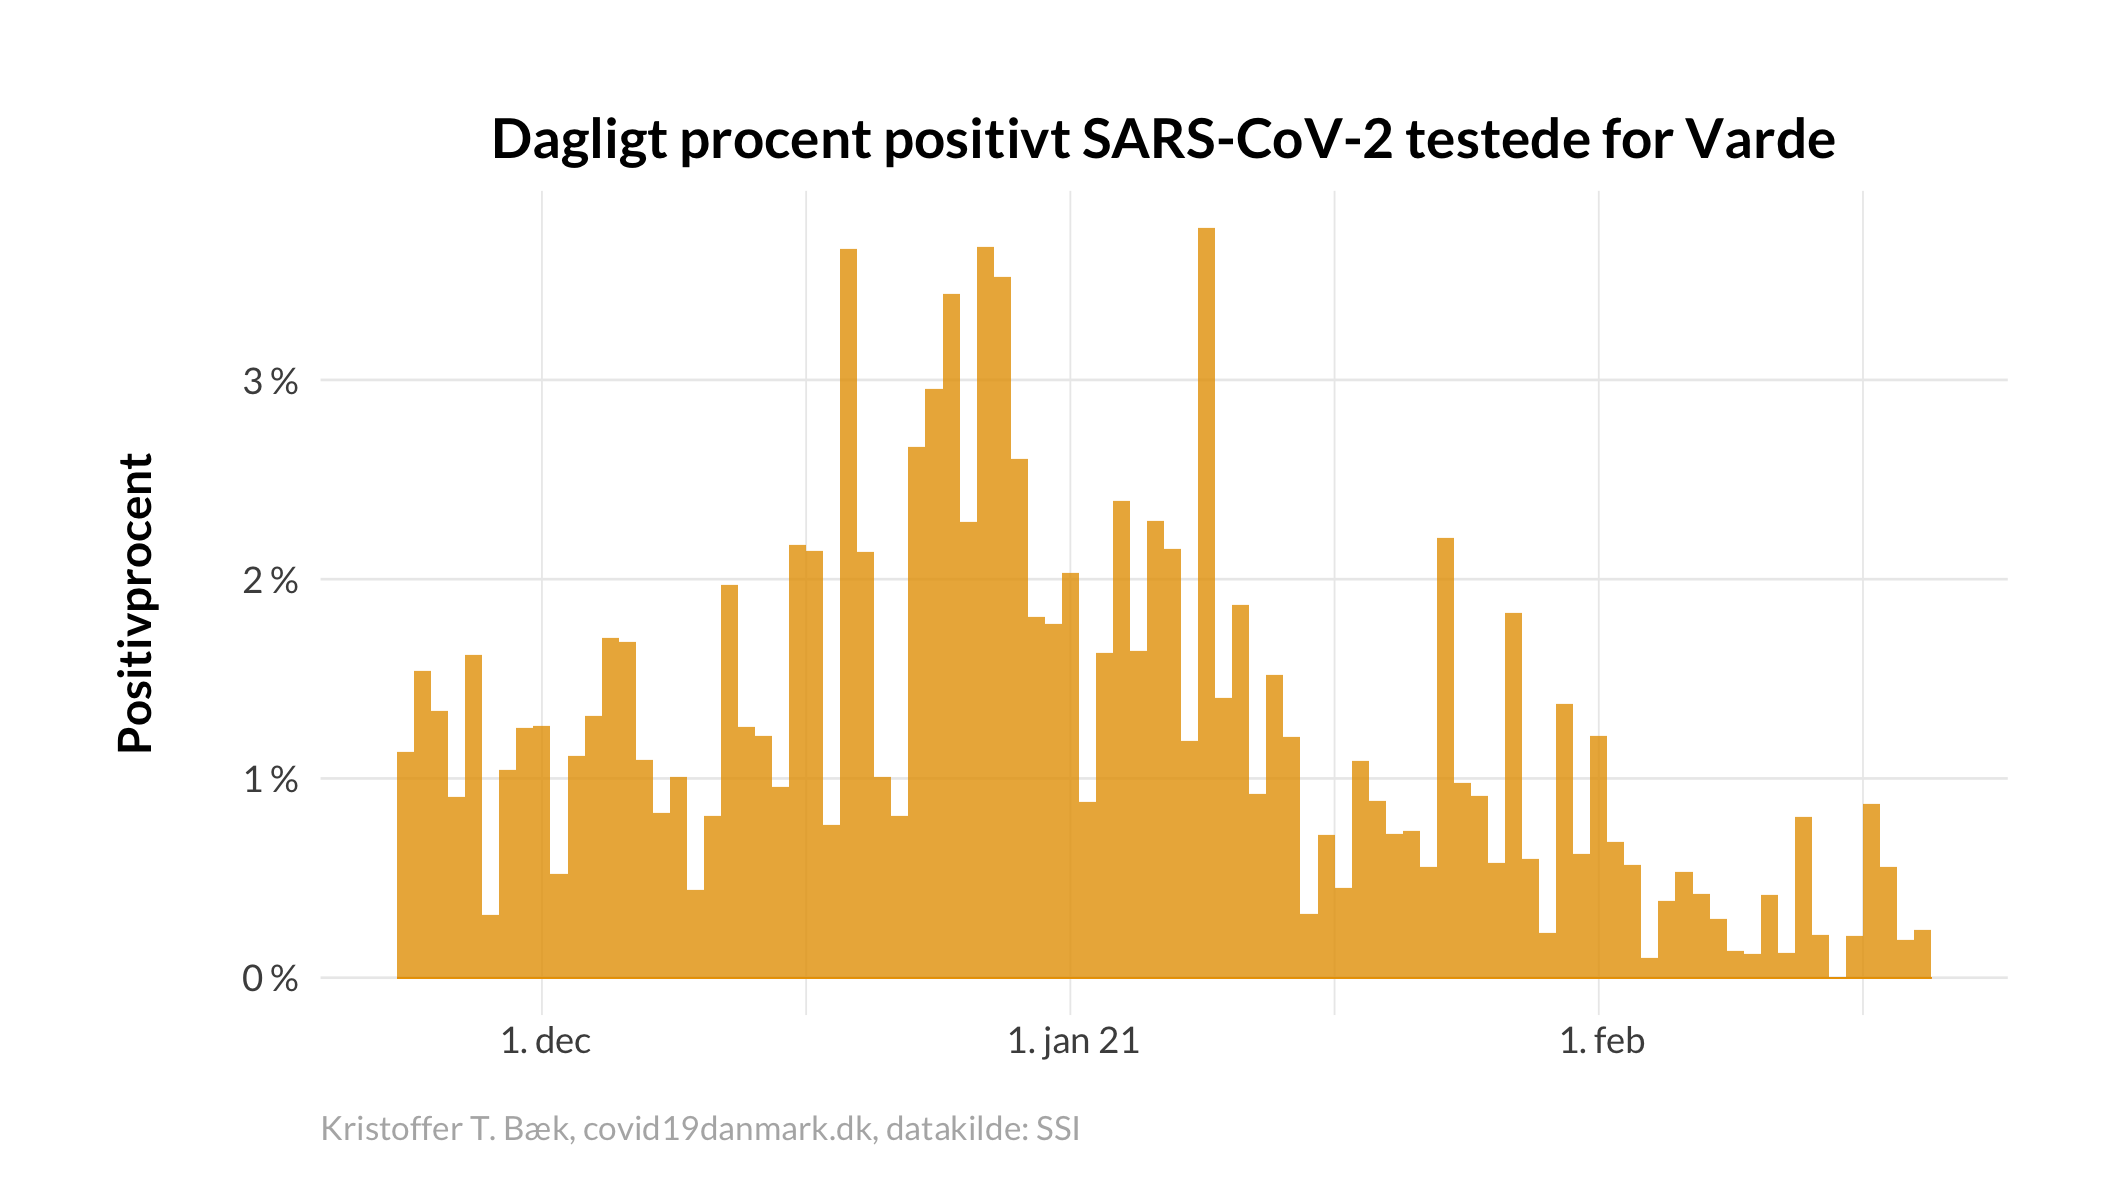 Dagligt procent positivt SARS-CoV-2 testede for Varde
Positivprocent
3 %
2 %
1 %
0 %
1. dec
1. jan 21
1. feb
Kristoffer T. Bæk, covid19danmark.dk, datakilde: SSI